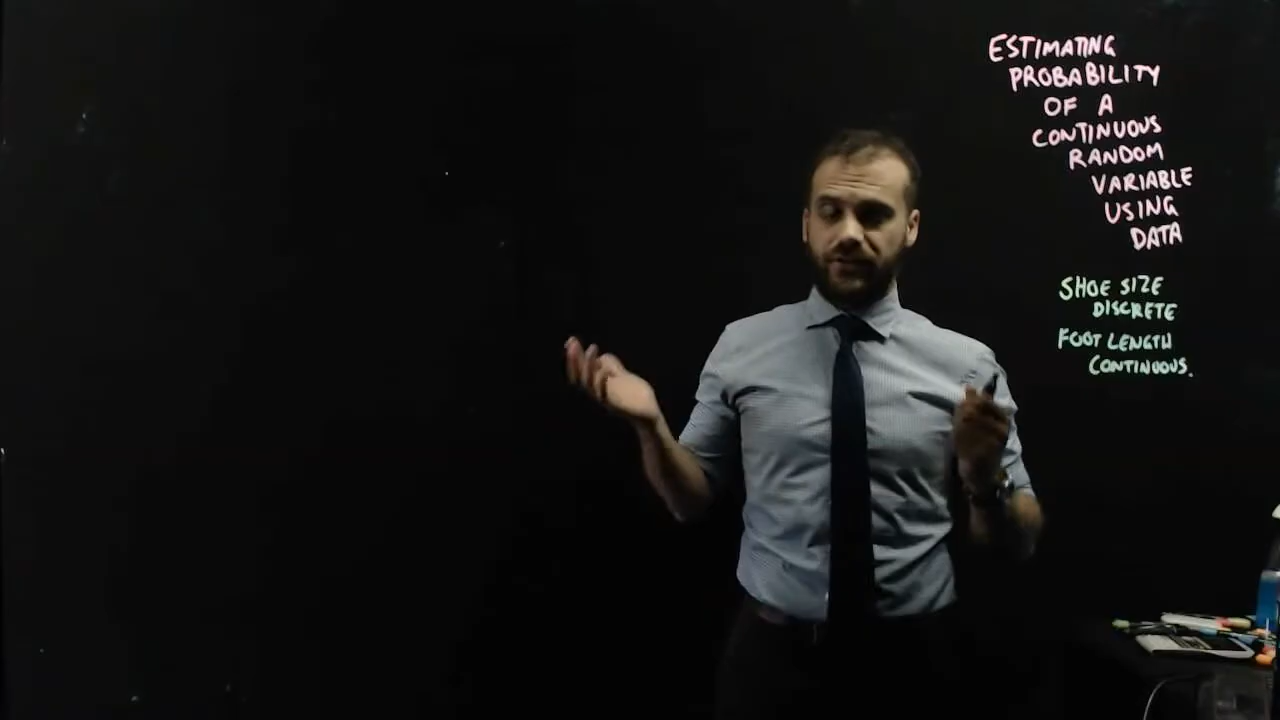 ESTIMATING
PROBABILITY
OF A
CONTINUOUS
RANDOM
VARIABLE
USING
DATA
SHOE SIZE
DISCRETE
FOOT LENGTH
CONTINUOUS.